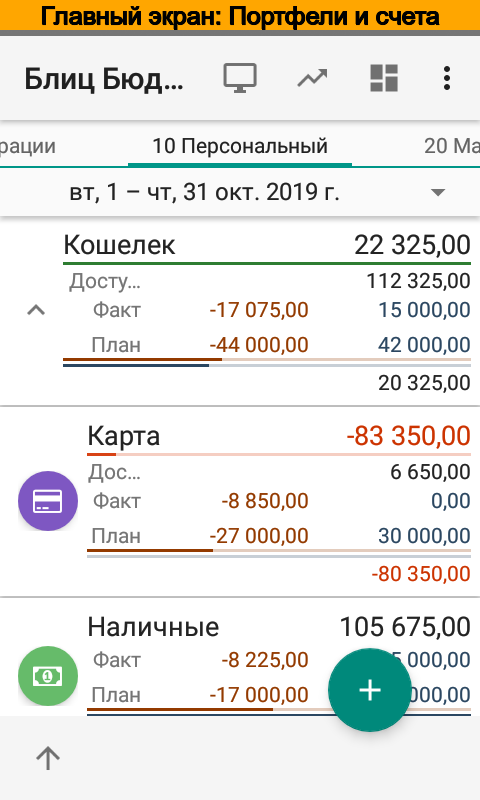 Главный экран: Портфели и счета
Блиц Бюд...
рации 10 Персональный 20 Ма
вт, 1 – чт, 31 окт. 2019 г.
Кошелек 22 325,00
Досту... 112 325,00
Факт -17 075,00 15 000,00
План -44 000,00 42 000,00
20 325,00
Карта -83 350,00
Дос... 6 650,00
Факт -8 850,00 0,00
План -27 000,00 30 000,00
-80 350,00
Наличные 105 675,00
Факт -8 225,00 5 000,00
План -17 000,00 000,00